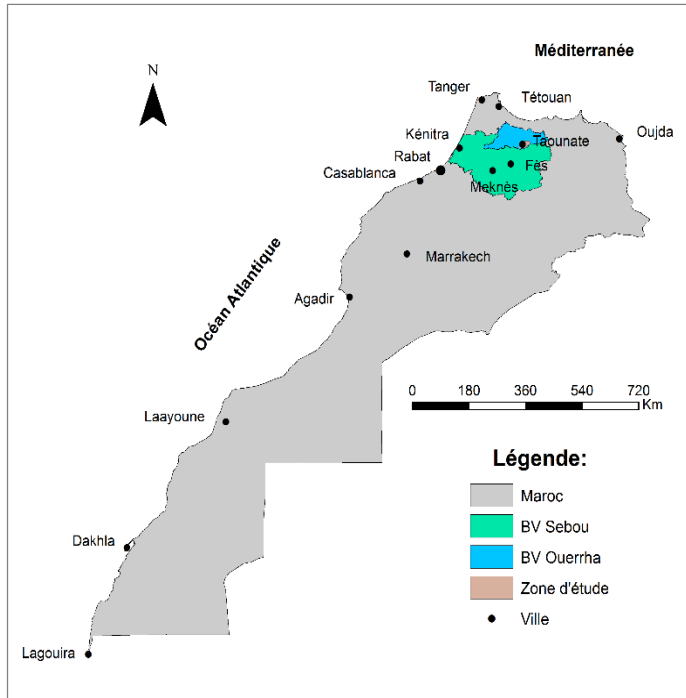 Méditerranée
N
Tanger
Tétouan
Oujda
Kénitra
Taounate
Rabat
Fès
Casablanca
Meknès
Océan Atlantique
Marrakech
Agadir
0 180 360 540 720
Km
Laayoune
Légende:
Maroc
BV Sebou
Dakhla
BV Ouerrha
Zone d'étude
Ville
Lagouira